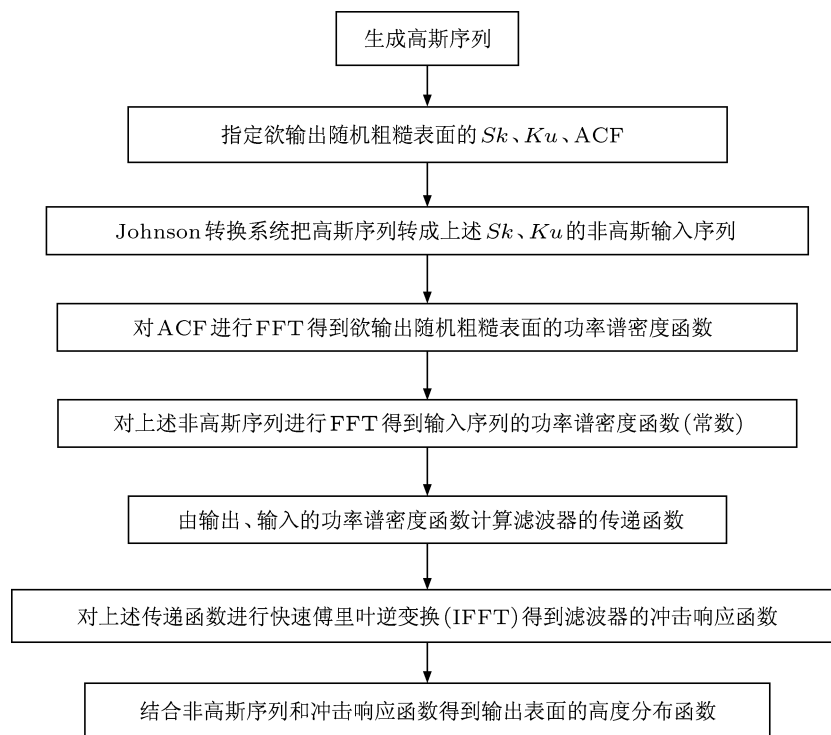 生成高斯序列
指定欲输出随机粗糙表面的Sk、Ku、ACF
Johnson转换系统把高斯序列转成上述Sk、Ku的非高斯输入序列
对ACF进行FFT得到欲输出随机粗糙表面的功率谱密度函数
对上述非高斯序列进行FFT得到输入序列的功率谱密度函数(常数)
由输出、输入的功率谱密度函数计算滤波器的传递函数
对上述传递函数进行快速傅里叶逆变换(IFFT)得到滤波器的冲击响应函数
结合非高斯序列和冲击响应函数得到输出表面的高度分布函数